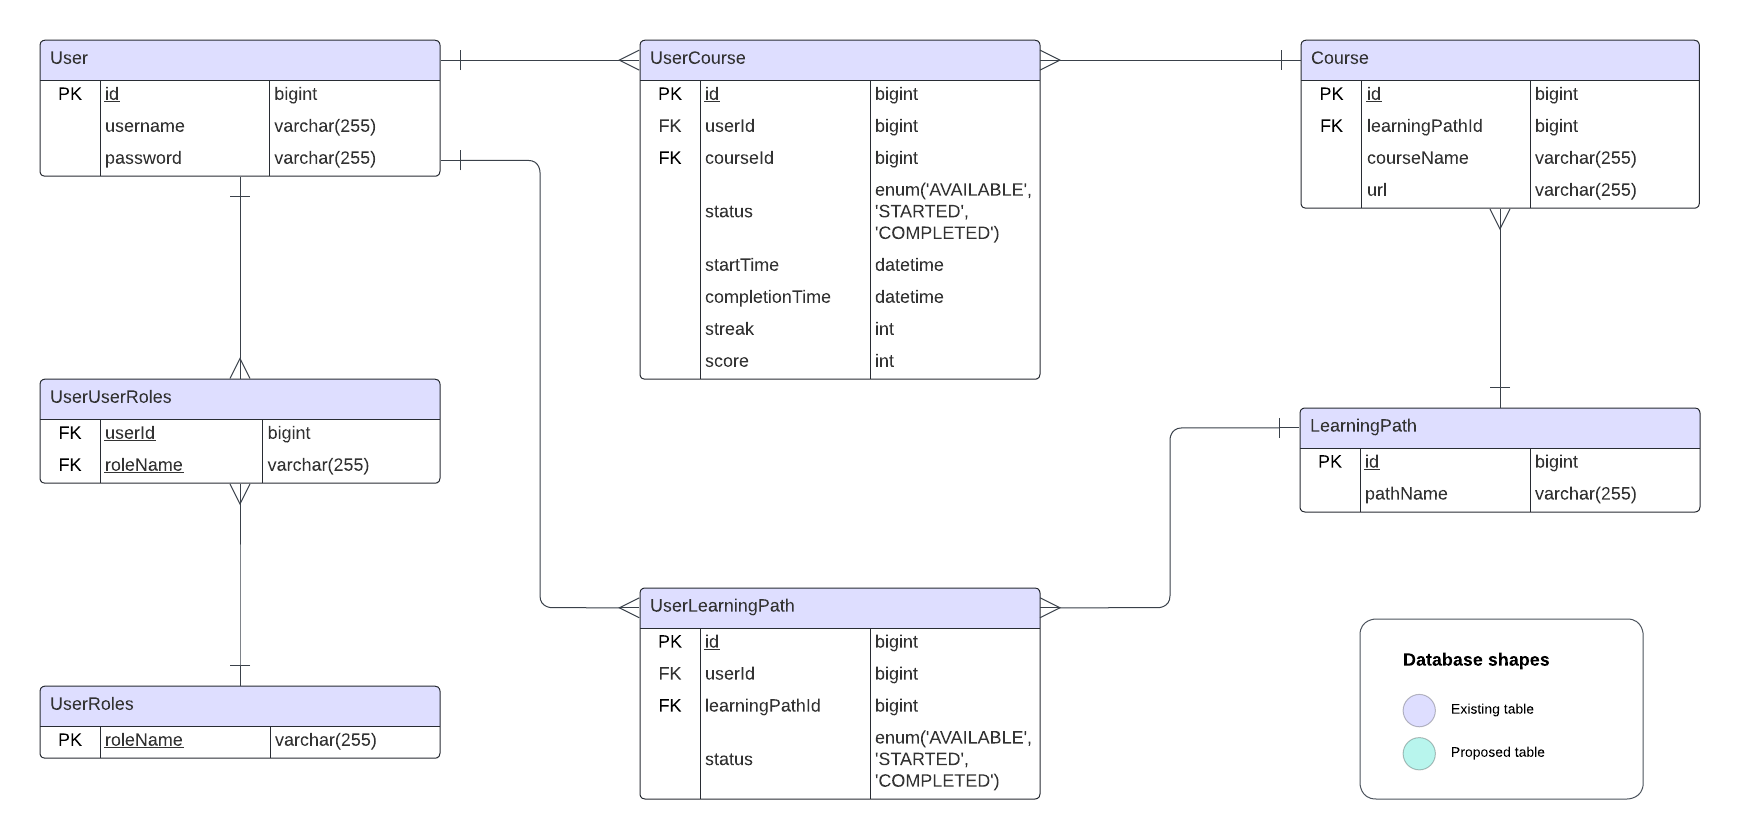 User
PK id bigint
username varchar(255)
password varchar(255)
UserCourse
PK id bigint
FK userId bigint
FK courseId bigint
status enum('AVAILABLE',
'STARTED',
'COMPLETED')
startTime datetime
completionTime datetime
streak int
score int
Course
PK id bigint
FK learningPathId bigint
courseName varchar(255)
url varchar(255)
UserUserRoles
FK userId bigint
FK roleName varchar(255)
LearningPath
PK id bigint
pathName varchar(255)
UserRoles
PK roleName varchar(255)
UserLearningPath
PK id bigint
FK userId bigint
FK learningPathId bigint
status enum('AVAILABLE',
'STARTED',
'COMPLETED')
Database shapes
Existing table
Proposed table